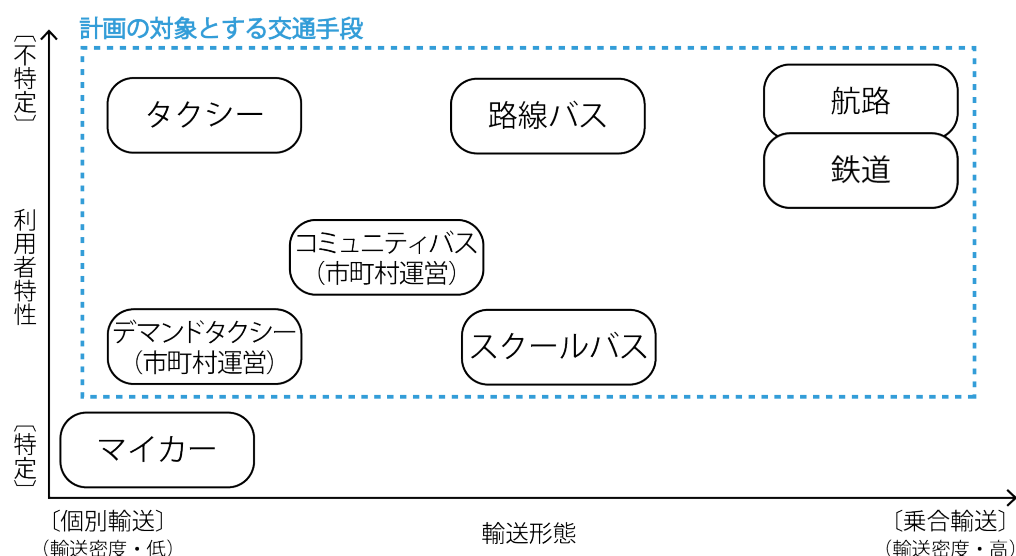 計画の対象とする交通手段
〔不特定〕
利用者特性
〔特定〕
タクシー
路線バス
航路
鉄道
コミュニティバス
（市町村運営）
デマンドタクシー
（市町村運営）
スクールバス
マイカー
〔個別輸送〕
（輸送密度・低）
輸送形態
〔乗合輸送〕
（輸送密度・高）